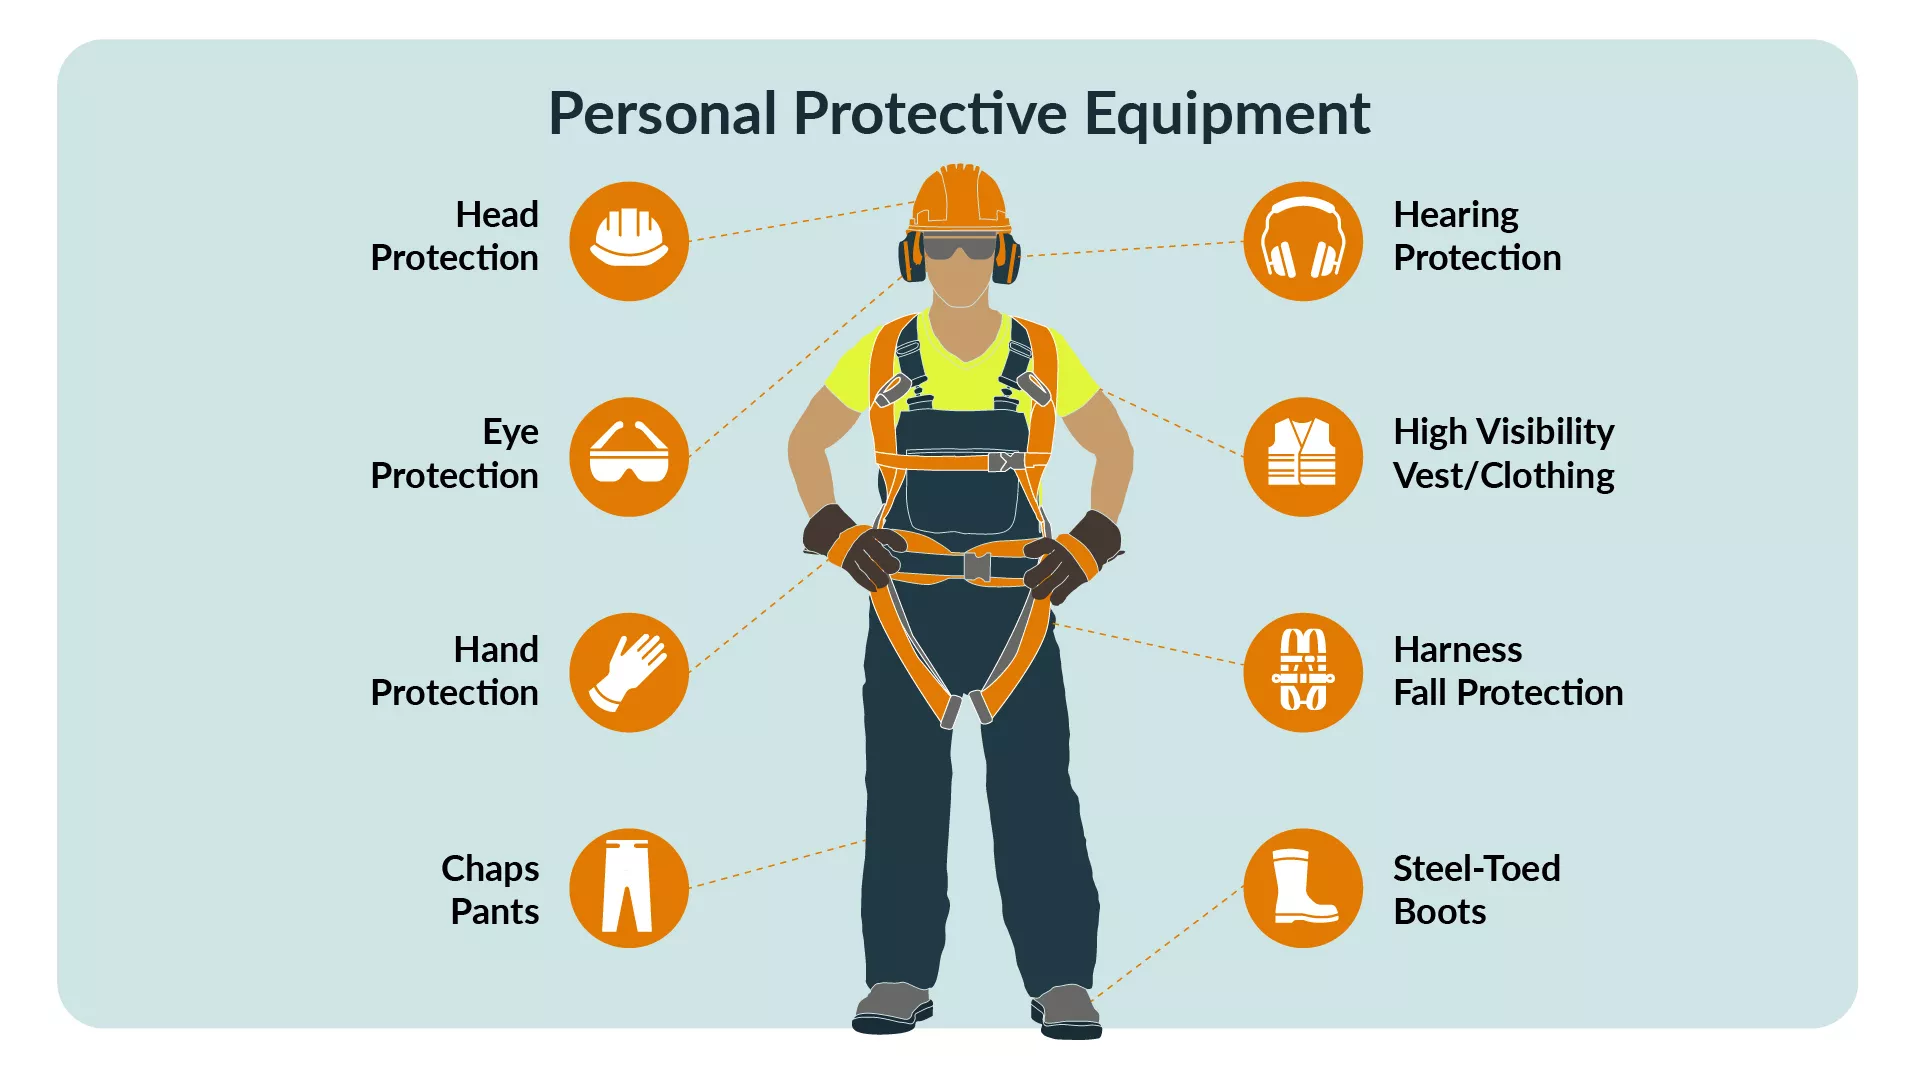 Personal Protective Equipment
Head
Protection
Hearing
Protection
Eye
Protection
High Visibility
Vest/Clothing
Hand
Protection
Harness
Fall Protection
Chaps
Pants
Steel-Toed
Boots